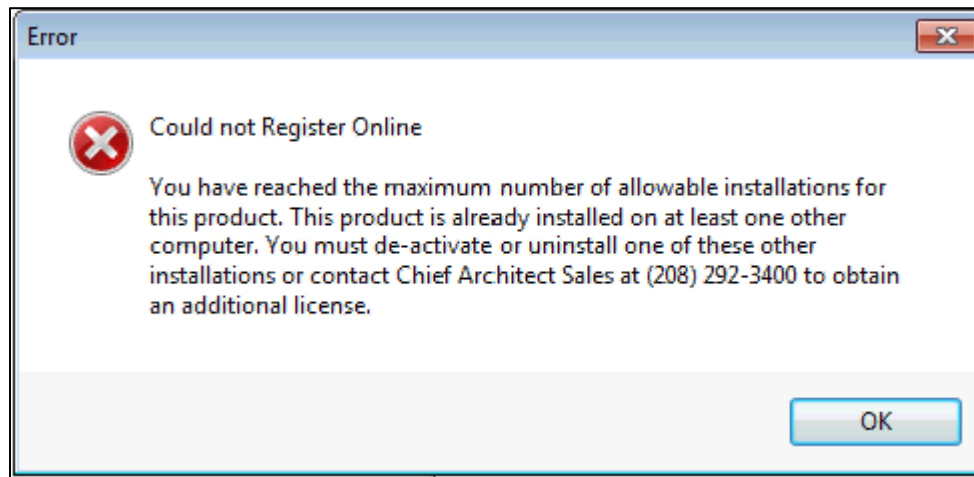 Error
Could not Register Online
You have reached the maximum number of allowable installations for
this product. This product is already installed on at least one other
computer. You must de-activate or uninstall one of these other
installations or contact Chief Architect Sales at (208) 292-3400 to obtain
an additional license.
OK